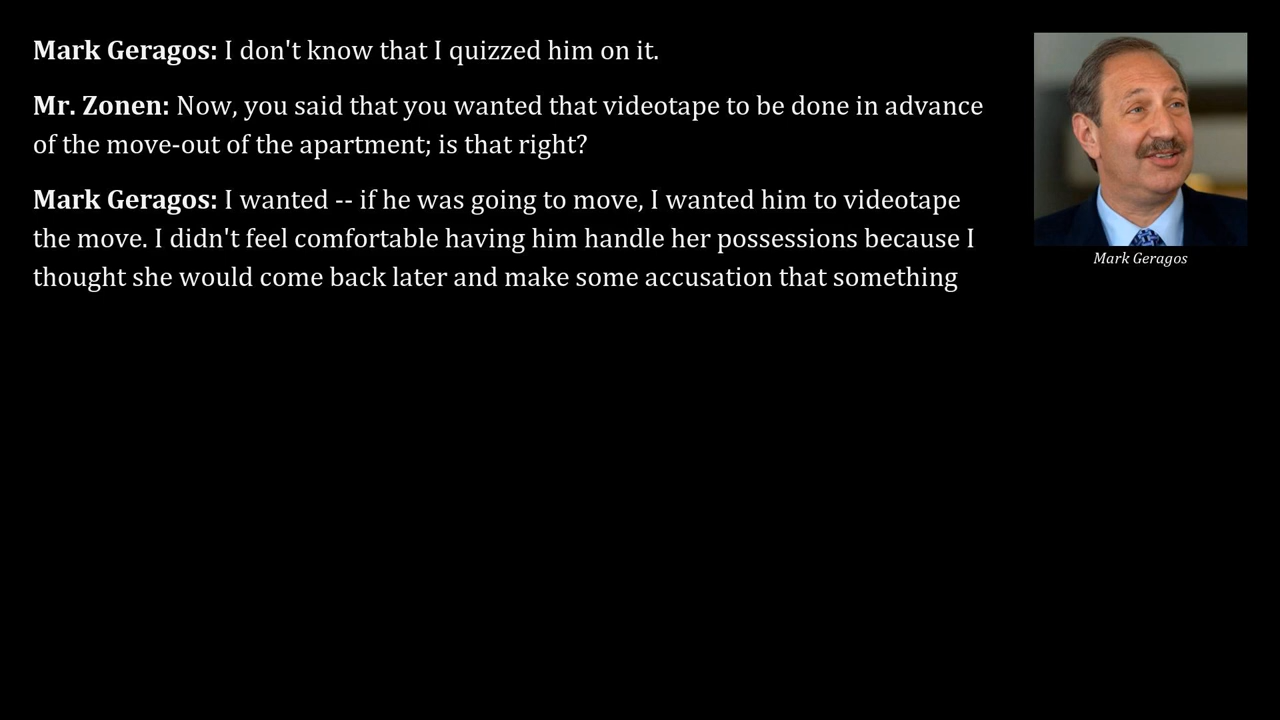 Mark Geragos: I don't know that I quizzed him on it.
Mr. Zonen: Now, you said that you wanted that videotape to be done in advance
of the move-out of the apartment; is that right?
Mark Geragos: I wanted -- if he was going to move, I wanted him to videotape
the move. I didn't feel comfortable having him handle her possessions because I
thought she would come back later and make some accusation that something
Mark Geragos